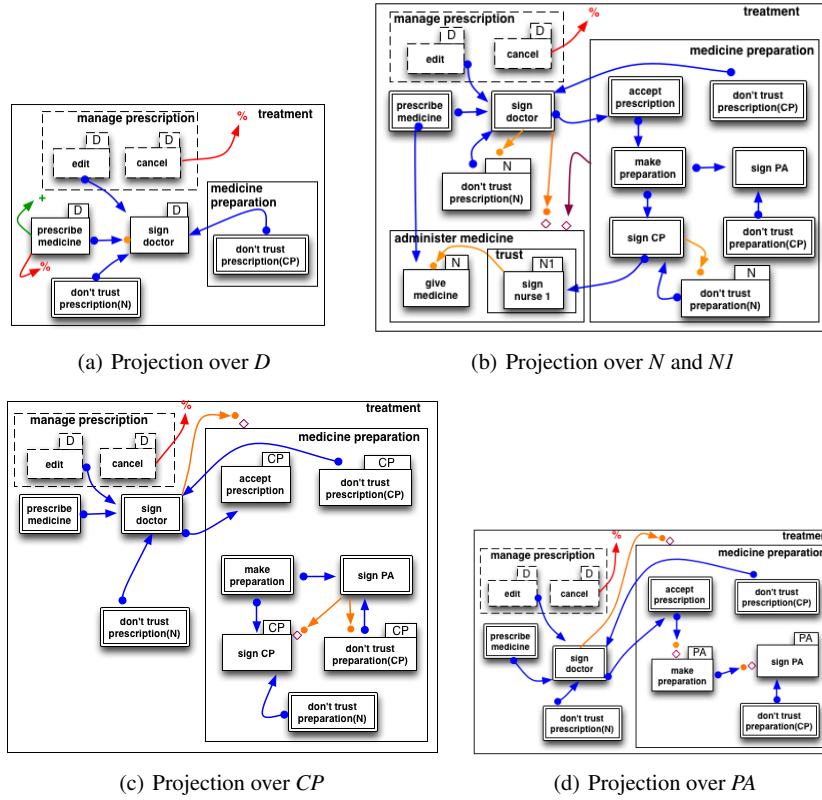 manage prescription
treatment
D
D
edit
cancel
%
+
D
D
prescribe
medicine
sign
doctor
%
medicine
preparation
don't trust
prescription(CP)
don't trust
prescription(N)
(a) Projection over D
treatment
manage prescription
D
D
edit
cancel
%
medicine preparation
prescribe
medicine
sign
doctor
accept
prescription
don't trust
prescription(CP)
N
don't trust
prescription(N)
make
preparation
sign PA
administer medicine
trust
sign CP
don't trust
preparation(CP)
N
N1
give
medicine
sign
nurse 1
N
don't trust
preparation(N)
(b) Projection over N and N1
treatment
manage prescription
%
D
D
edit
cancel
medicine preparation
CP
CP
accept
prescription
don't trust
prescription(CP)
prescribe
medicine
sign
doctor
make
preparation
sign PA
don't trust
prescription(N)
CP
CP
sign CP
don't trust
preparation(CP)
don't trust
preparation(N)
(c) Projection over CP
treatment
%
manage prescription
medicine preparation
D
D
edit
cancel
accept
prescription
don't trust
prescription(CP)
prescribe
medicine
sign
doctor
PA
PA
make
preparation
sign PA
don't trust
prescription(N)
don't trust
preparation(CP)
(d) Projection over PA